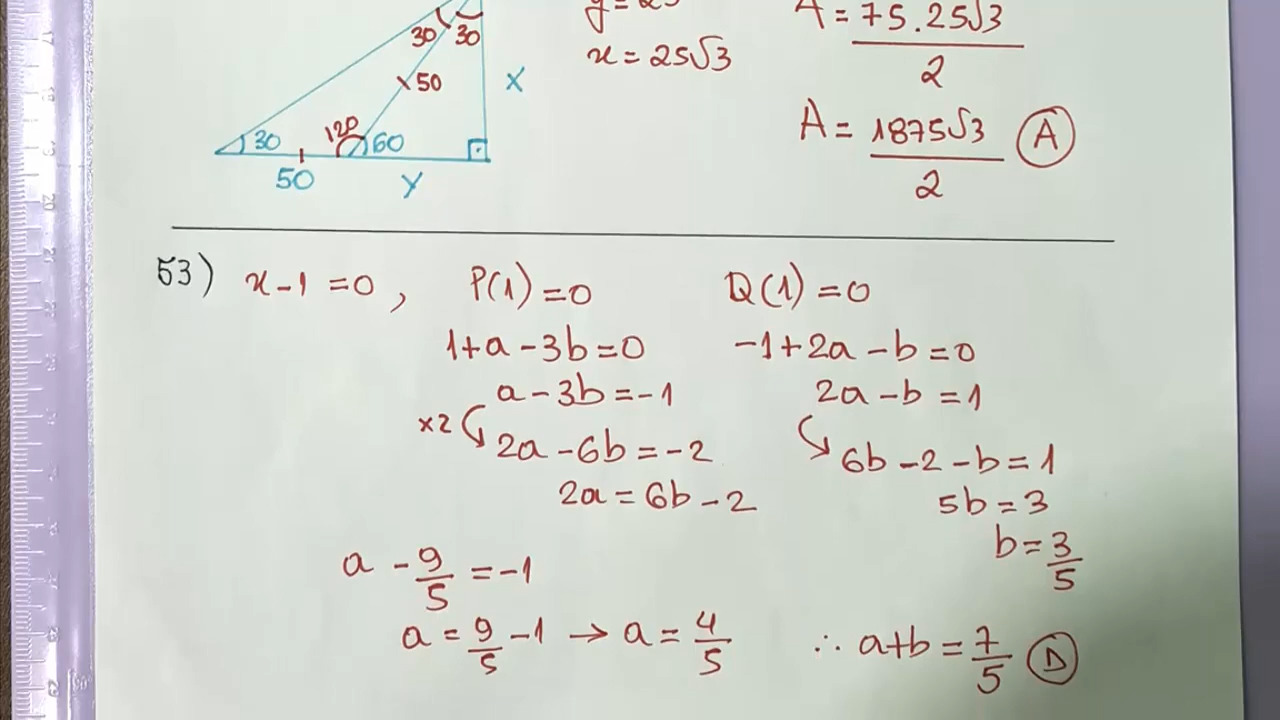 30 30
50
X
30
120
60
50
y
x = 25√3
A = 75.25√3 / 2
A = 1875√3 / 2 (A)
53) x - 1 = 0, P(1) = 0 Q(1) = 0
1 + a - 3b = 0 -1 + 2a - b = 0
a - 3b = -1 2a - b = 1
x2 2a - 6b = -2 6b - 2 - b = 1
2a = 6b - 2 5b = 3
b = 3/5
a - 9/5 = -1
a = 9/5 - 1 → a = 4/5 ∴ a+b = 7/5 (D)